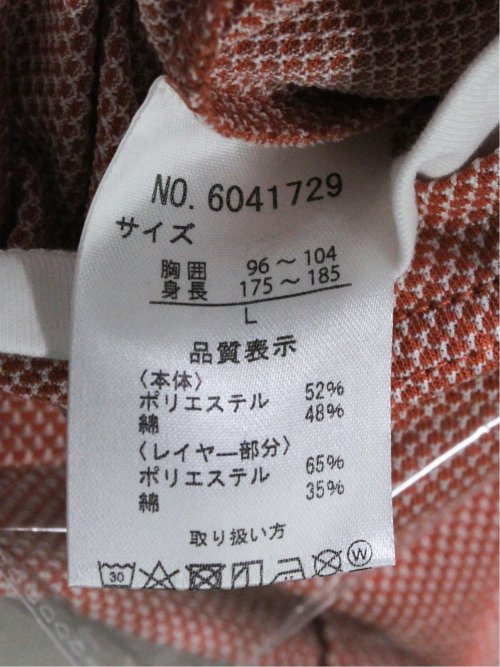 NO. 6041729
サイズ
胸囲 96～104
身長 175～185
L
品質表示
〈本体〉
ポリエステル 52%
綿 48%
〈レイヤー部分〉
ポリエステル 65%
綿 35%
取り扱い方
30 W